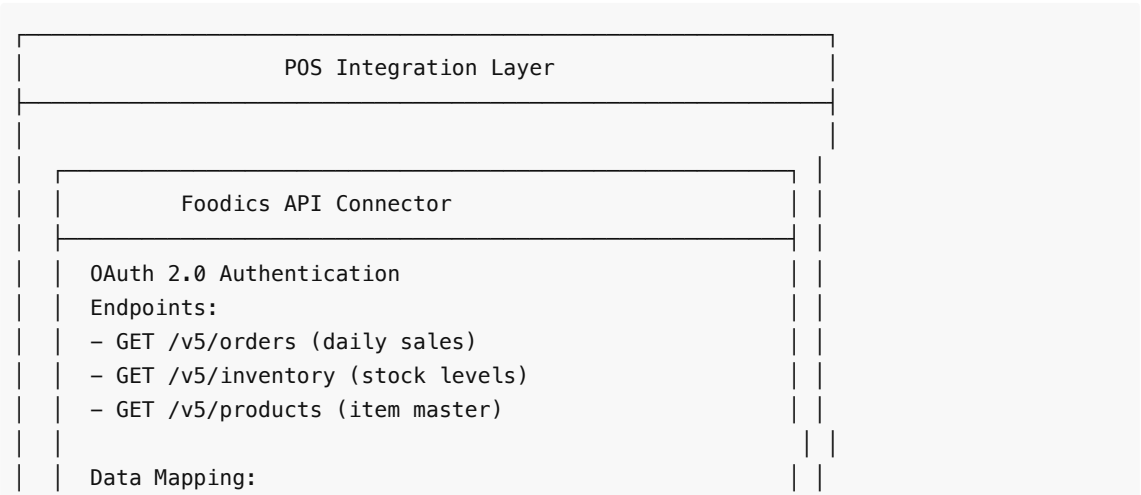 POS Integration Layer
Foodics API Connector
OAuth 2.0 Authentication
Endpoints:
- GET /v5/orders (daily sales)
- GET /v5/inventory (stock levels)
- GET /v5/products (item master)
Data Mapping: